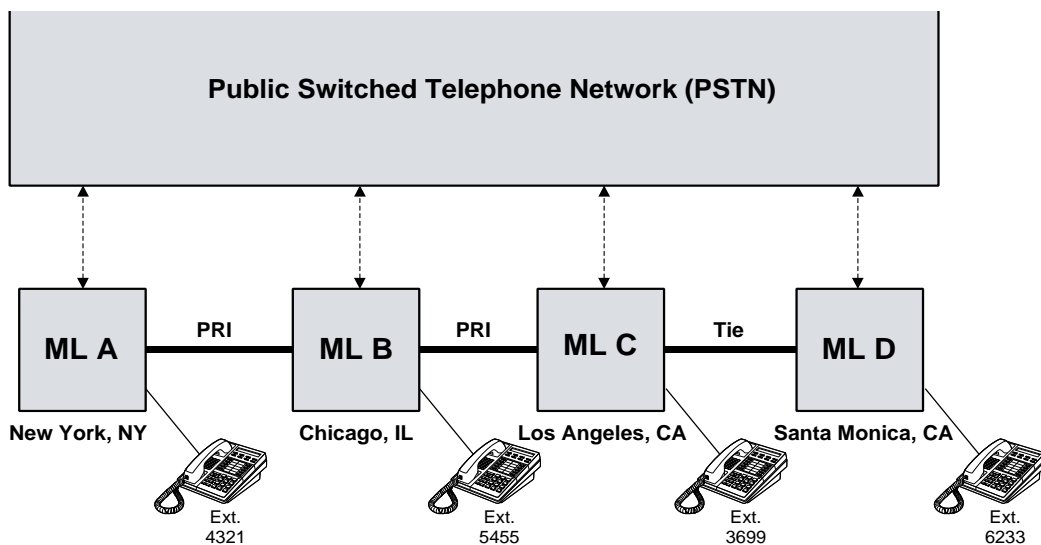 Public Switched Telephone Network (PSTN)
PRI
PRI
Tie
ML A
ML B
ML C
ML D
New York, NY
Chicago, IL
Los Angeles, CA
Santa Monica, CA
Ext.
4321
Ext.
5455
Ext.
3699
Ext.
6233